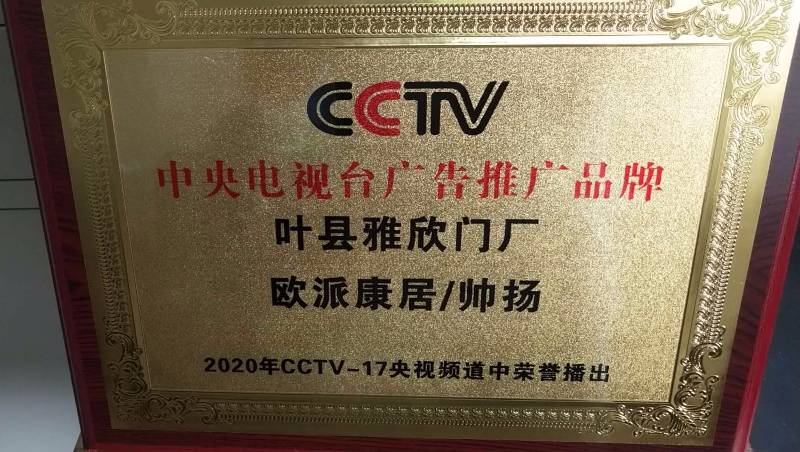 CCTV
中央电视台广告推广品牌
叶县雅欣门厂
欧派康居/帅扬
2020年CCTV-17央视频道中荣誉播出